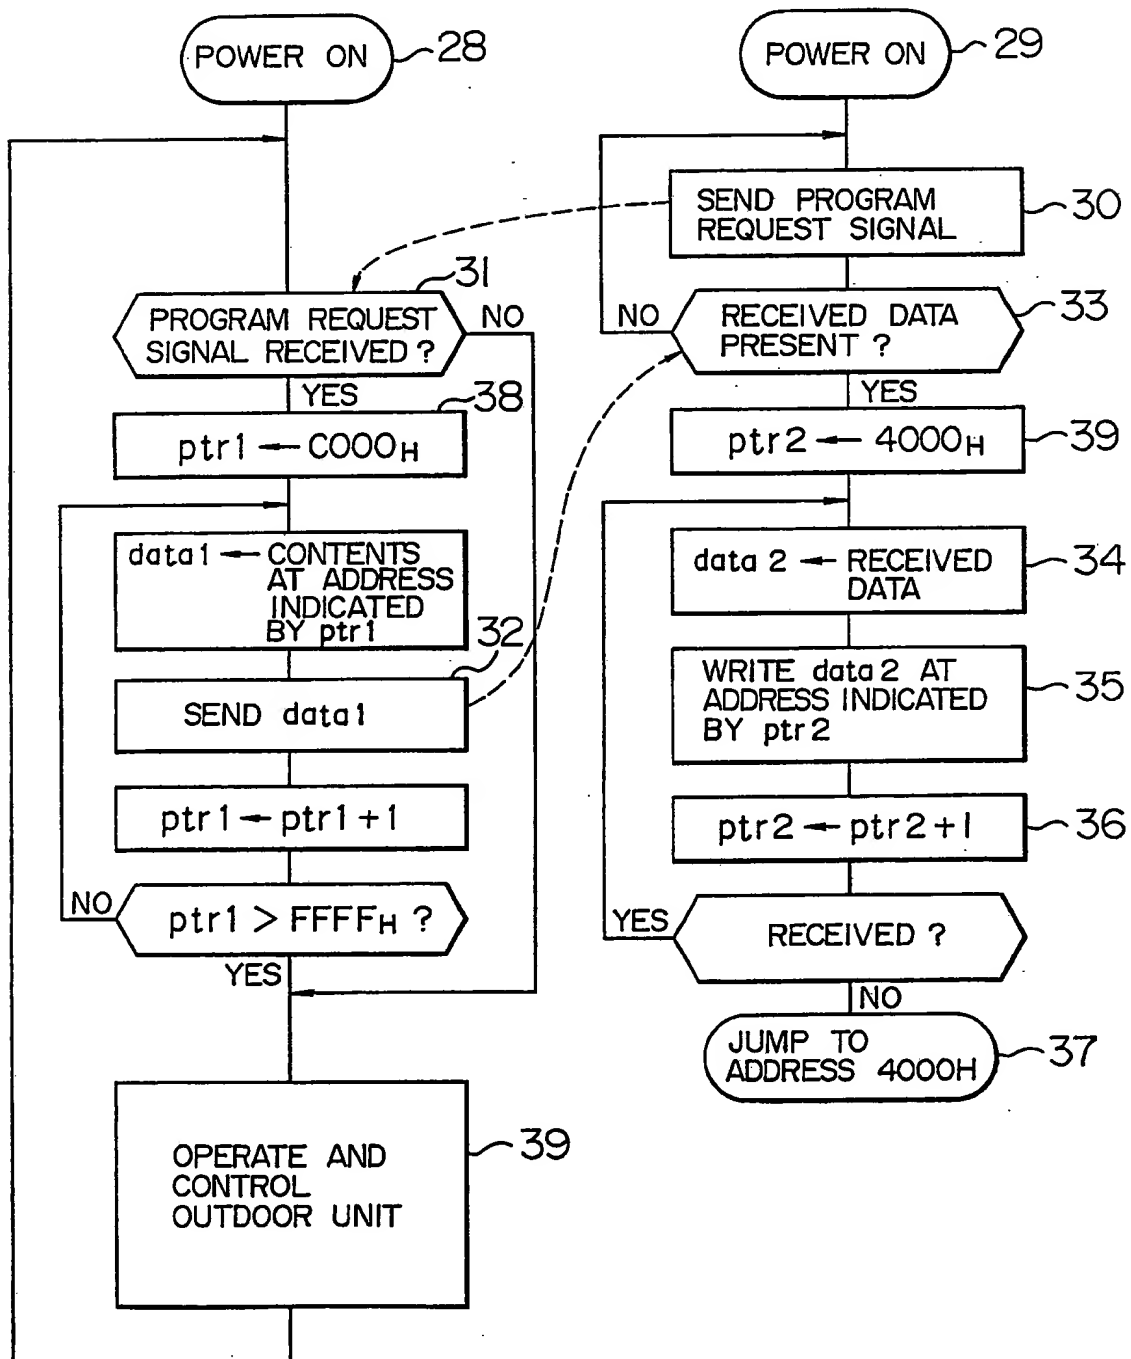 POWER ON
28
PROGRAM REQUEST
SIGNAL RECEIVED ?
31
NO
YES
38
ptr1 ← C000H
data1 ← CONTENTS
AT ADDRESS
INDICATED
BY ptr1
32
SEND data1
ptr1 ← ptr1+1
NO
ptr1 > FFFFH ?
YES
OPERATE AND
CONTROL
OUTDOOR UNIT
39
POWER ON
29
SEND PROGRAM
REQUEST SIGNAL
30
NO
RECEIVED DATA
PRESENT ?
33
YES
ptr2 ← 4000H
39
data2 ← RECEIVED
DATA
34
WRITE data2 AT
ADDRESS INDICATED
BY ptr2
35
ptr2 ← ptr2+1
36
YES
RECEIVED ?
NO
JUMP TO
ADDRESS 4000H
37